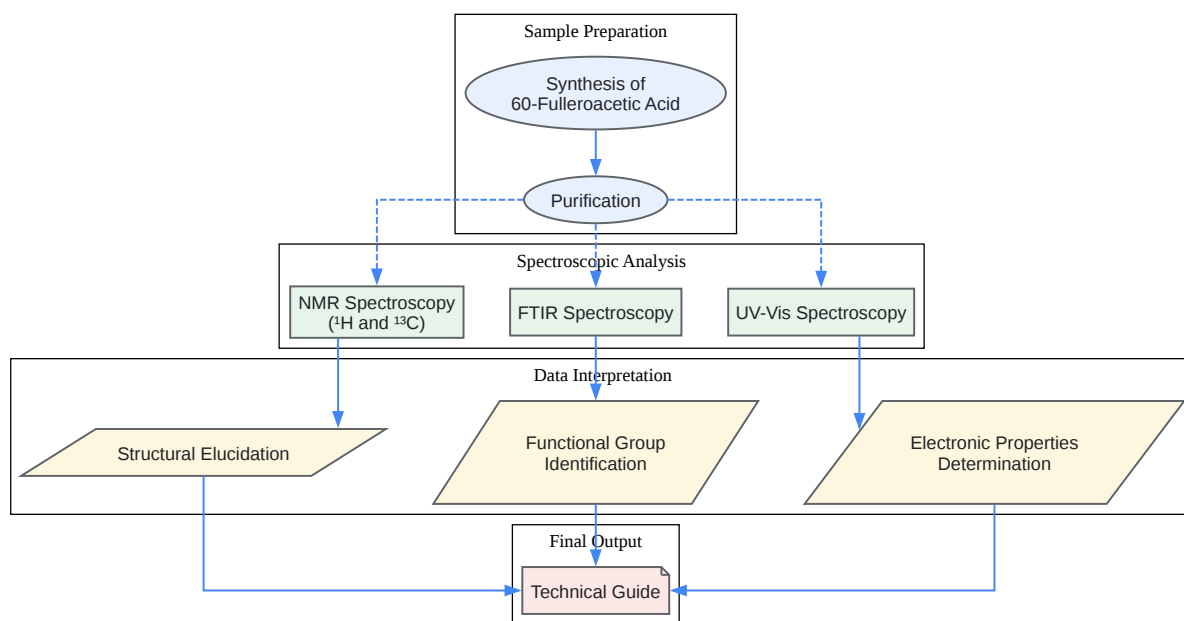 Sample Preparation
Synthesis of
60-Fulleroacetic Acid
Purification
Spectroscopic Analysis
NMR Spectroscopy
(¹H and ¹³C)
FTIR Spectroscopy
UV-Vis Spectroscopy
Data Interpretation
Structural Elucidation
Functional Group
Identification
Electronic Properties
Determination
Final Output
Technical Guide